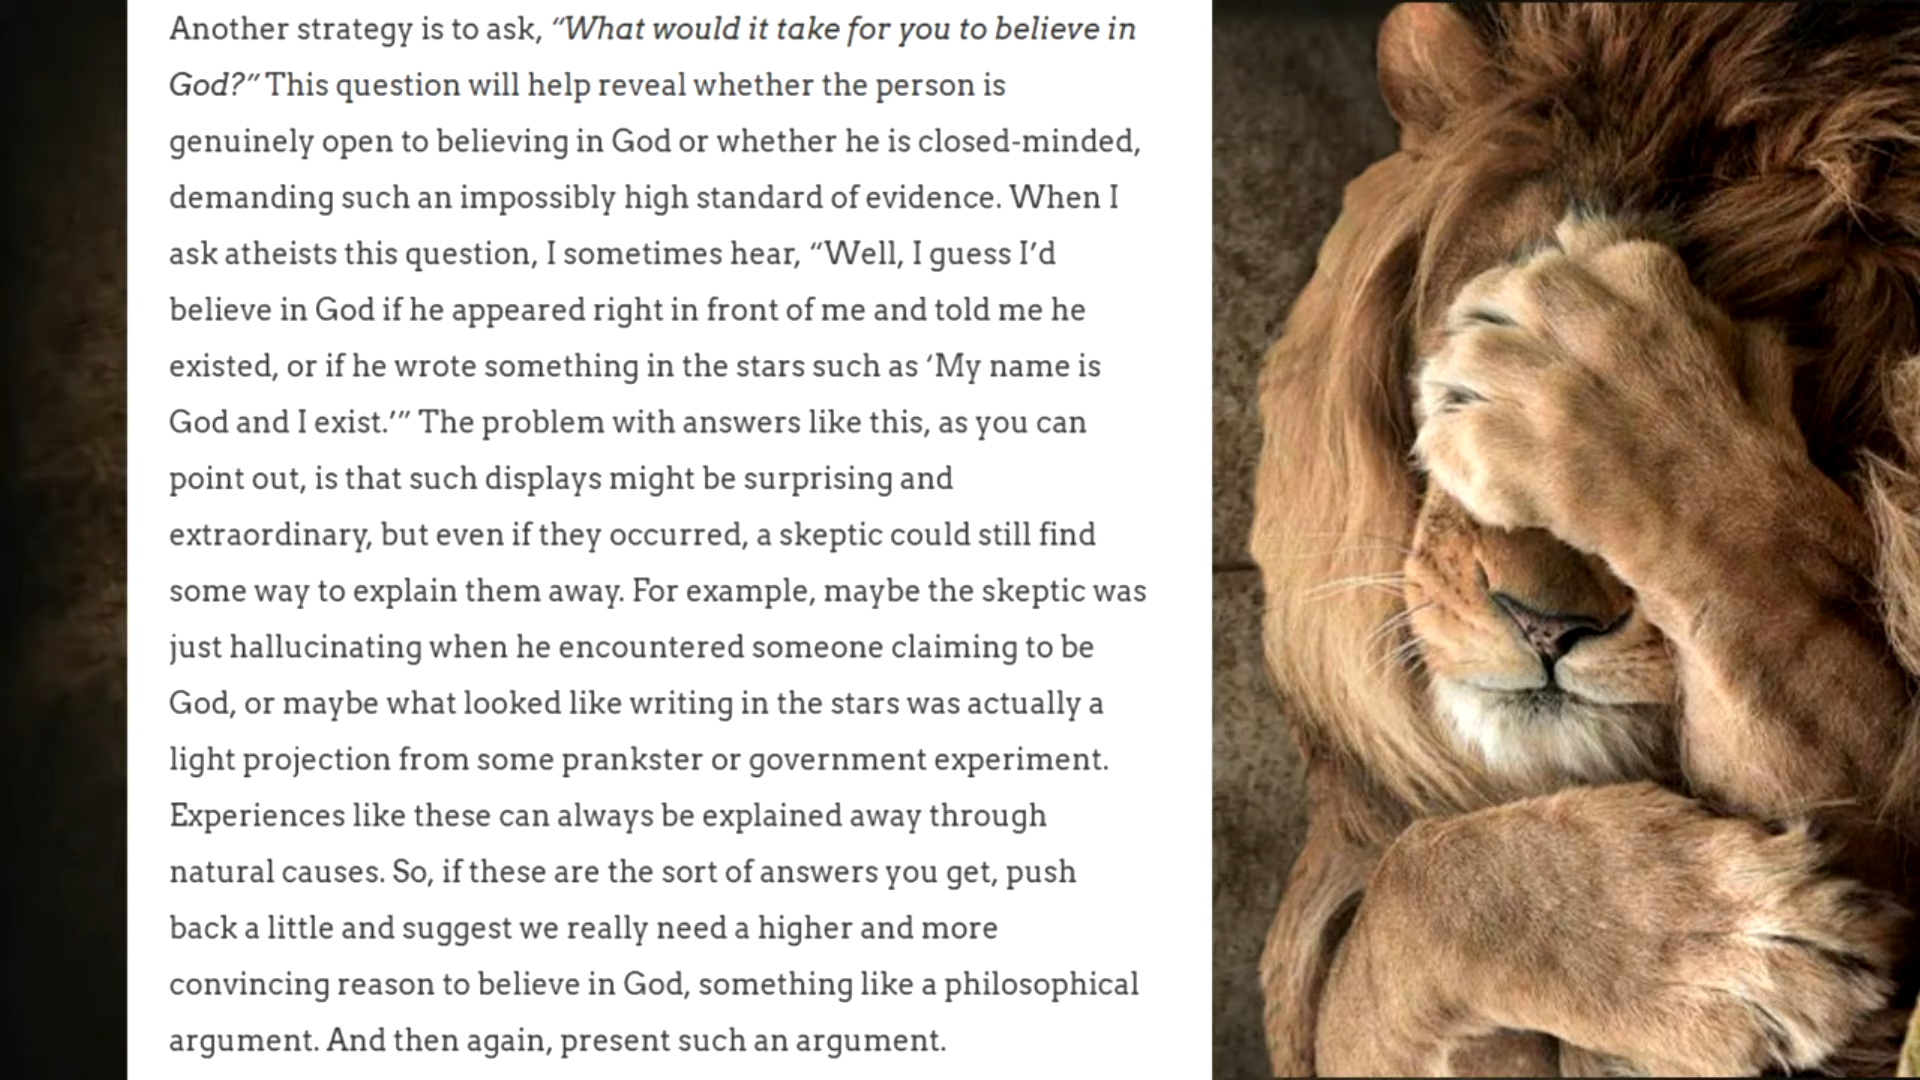 Another strategy is to ask, “What would it take for you to believe in
God?” This question will help reveal whether the person is
genuinely open to believing in God or whether he is closed-minded,
demanding such an impossibly high standard of evidence. When I
ask atheists this question, I sometimes hear, “Well, I guess I’d
believe in God if he appeared right in front of me and told me he
existed, or if he wrote something in the stars such as ‘My name is
God and I exist.’” The problem with answers like this, as you can
point out, is that such displays might be surprising and
extraordinary, but even if they occurred, a skeptic could still find
some way to explain them away. For example, maybe the skeptic was
just hallucinating when he encountered someone claiming to be
God, or maybe what looked like writing in the stars was actually a
light projection from some prankster or government experiment.
Experiences like these can always be explained away through
natural causes. So, if these are the sort of answers you get, push
back a little and suggest we really need a higher and more
convincing reason to believe in God, something like a philosophical
argument. And then again, present such an argument.